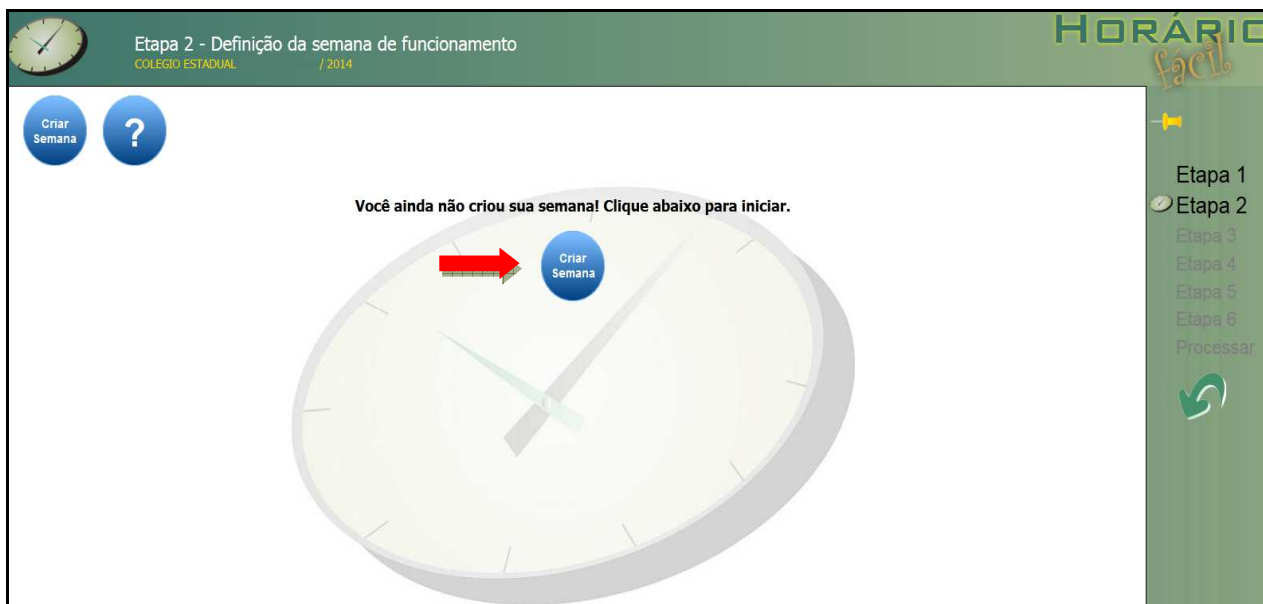 Etapa 2 - Definição da semana de funcionamento
COLEGIO ESTADUAL / 2014
HORÁRIO
fácil
Criar
Semana
?
Você ainda não criou sua semana! Clique abaixo para iniciar.
Criar
Semana
Etapa 1
Etapa 2
Etapa 3
Etapa 4
Etapa 5
Etapa 6
Processar